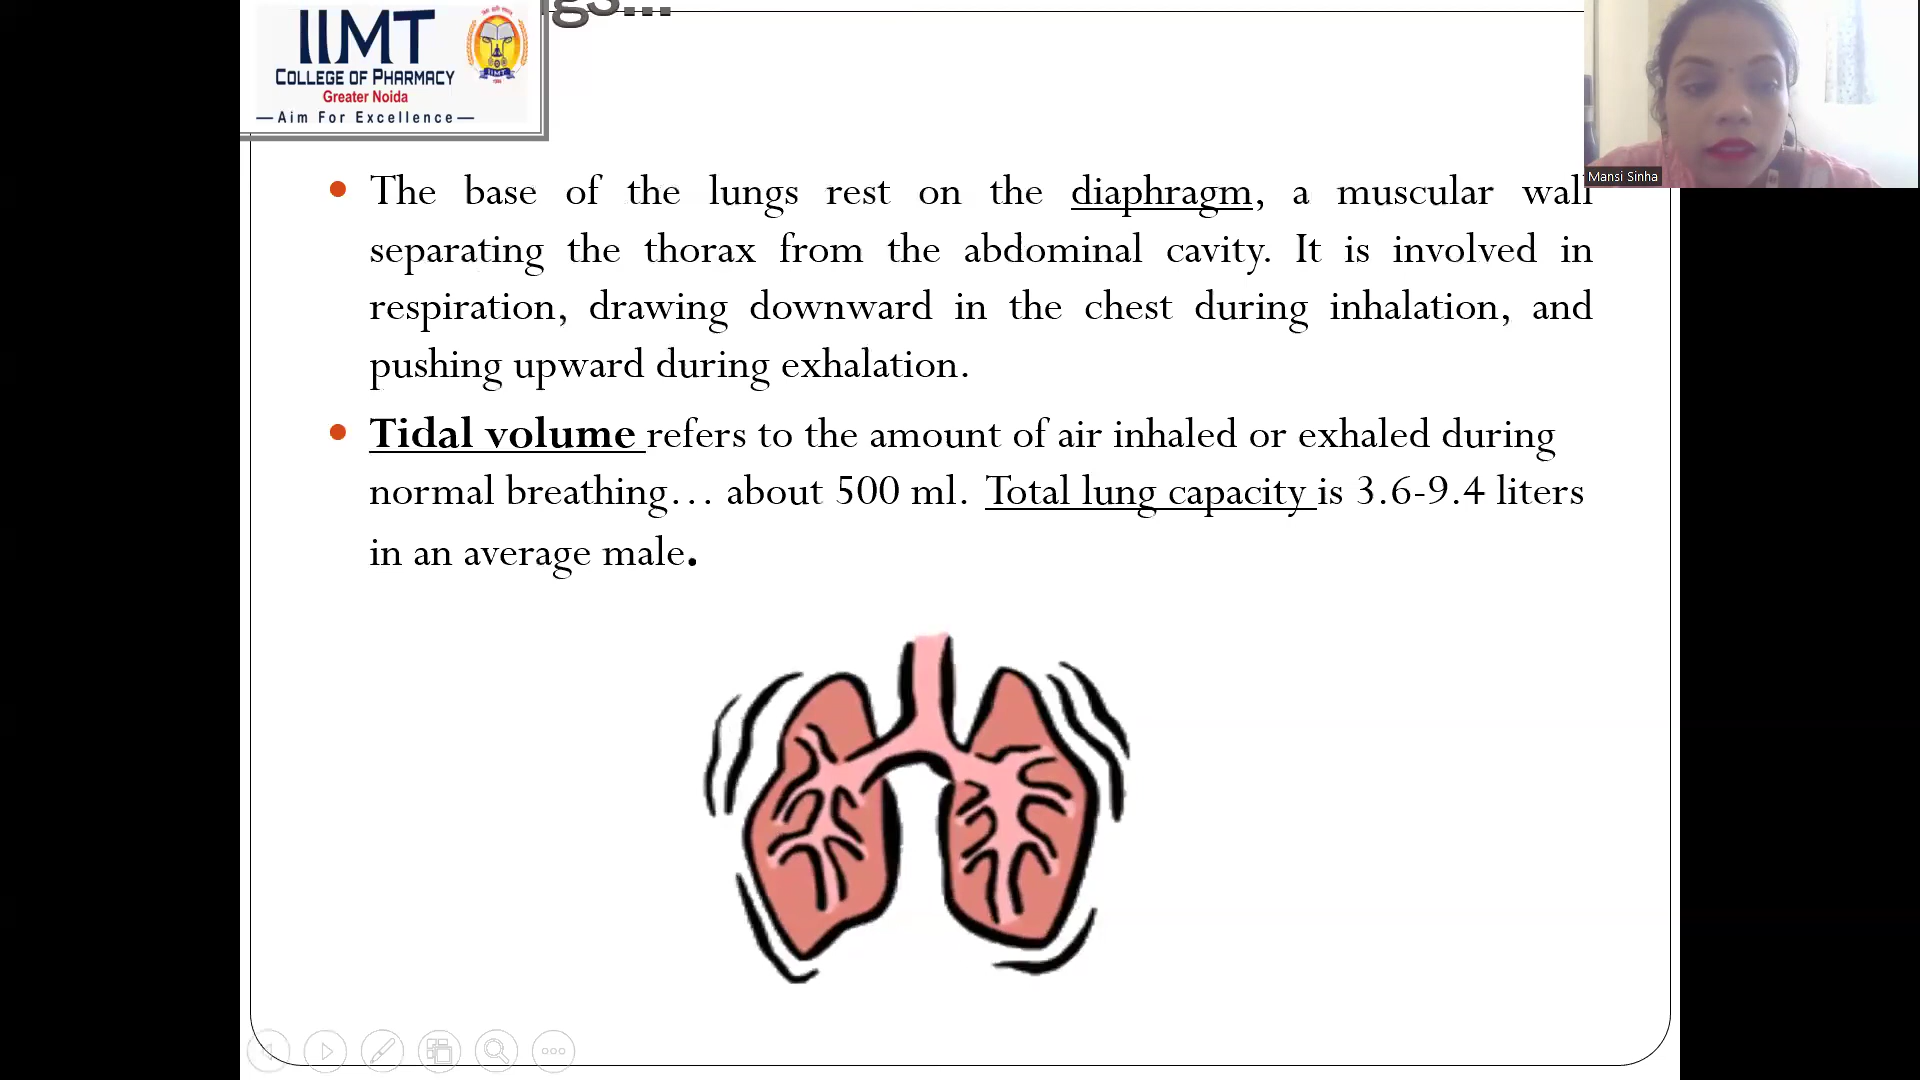 IIMT
COLLEGE OF PHARMACY
Greater Noida
—Aim For Excellence—
Mansi Sinha
• The base of the lungs rest on the diaphragm, a muscular wall
separating the thorax from the abdominal cavity. It is involved in
respiration, drawing downward in the chest during inhalation, and
pushing upward during exhalation.
• Tidal volume refers to the amount of air inhaled or exhaled during
normal breathing… about 500 ml. Total lung capacity is 3.6-9.4 liters
in an average male.